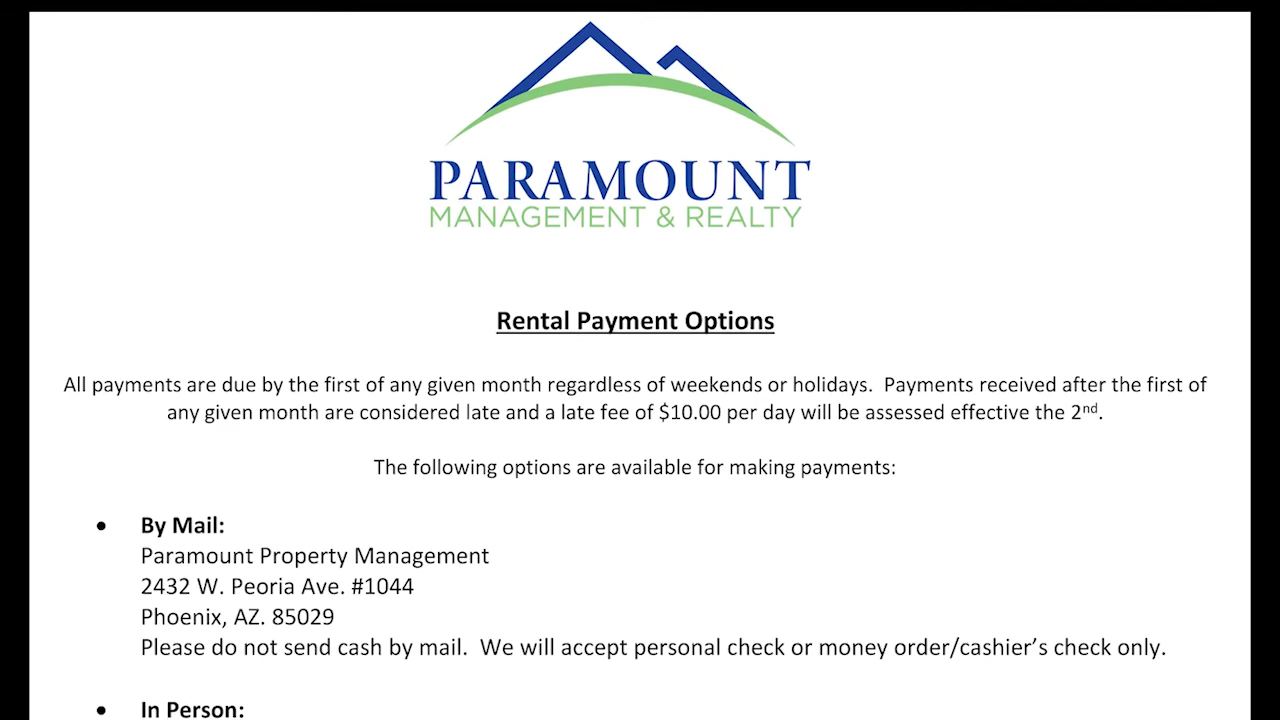 PARAMOUNT
MANAGEMENT & REALTY
Rental Payment Options
All payments are due by the first of any given month regardless of weekends or holidays.  Payments received after the first of
any given month are considered late and a late fee of $10.00 per day will be assessed effective the 2nd.
The following options are available for making payments:
• By Mail:
Paramount Property Management
2432 W. Peoria Ave. #1044
Phoenix, AZ. 85029
Please do not send cash by mail.  We will accept personal check or money order/cashier’s check only.
• In Person: